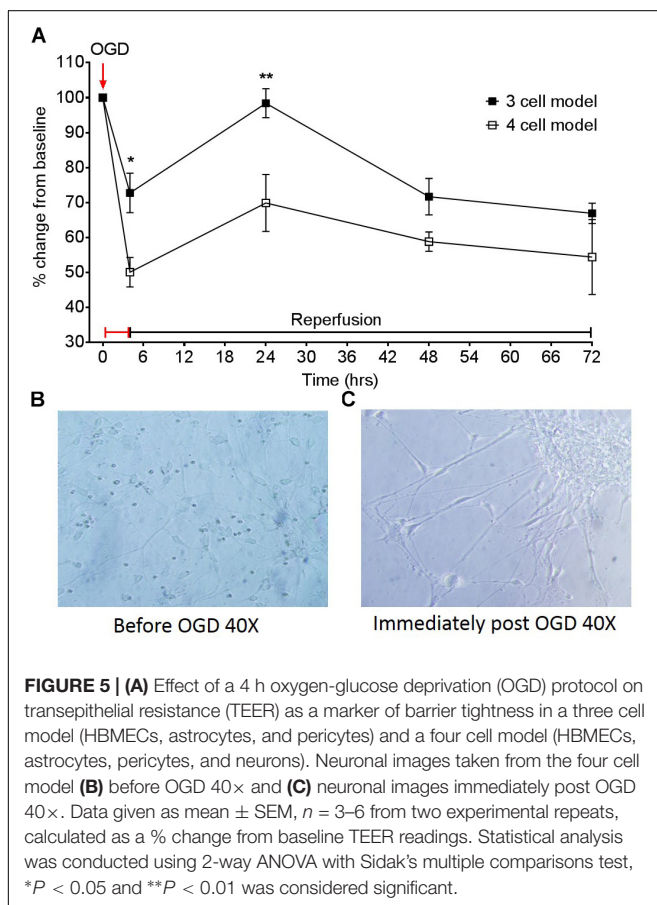 A
OGD
**
*
3 cell model
4 cell model
% change from baseline
100
90
80
70
60
50
40
30
Reperfusion
0 6 12 18 24 30 36 42 48 54 60 66 72
Time (hrs)
B
C
Before OGD 40X
Immediately post OGD 40X
FIGURE 5 | (A) Effect of a 4 h oxygen-glucose deprivation (OGD) protocol on
transepithelial resistance (TEER) as a marker of barrier tightness in a three cell
model (HBMECs, astrocytes, and pericytes) and a four cell model (HBMECs,
astrocytes, pericytes, and neurons). Neuronal images taken from the four cell
model (B) before OGD 40× and (C) neuronal images immediately post OGD
40×. Data given as mean ± SEM, n = 3–6 from two experimental repeats,
calculated as a % change from baseline TEER readings. Statistical analysis
was conducted using 2-way ANOVA with Sidak’s multiple comparisons test,
*P < 0.05 and **P < 0.01 was considered significant.